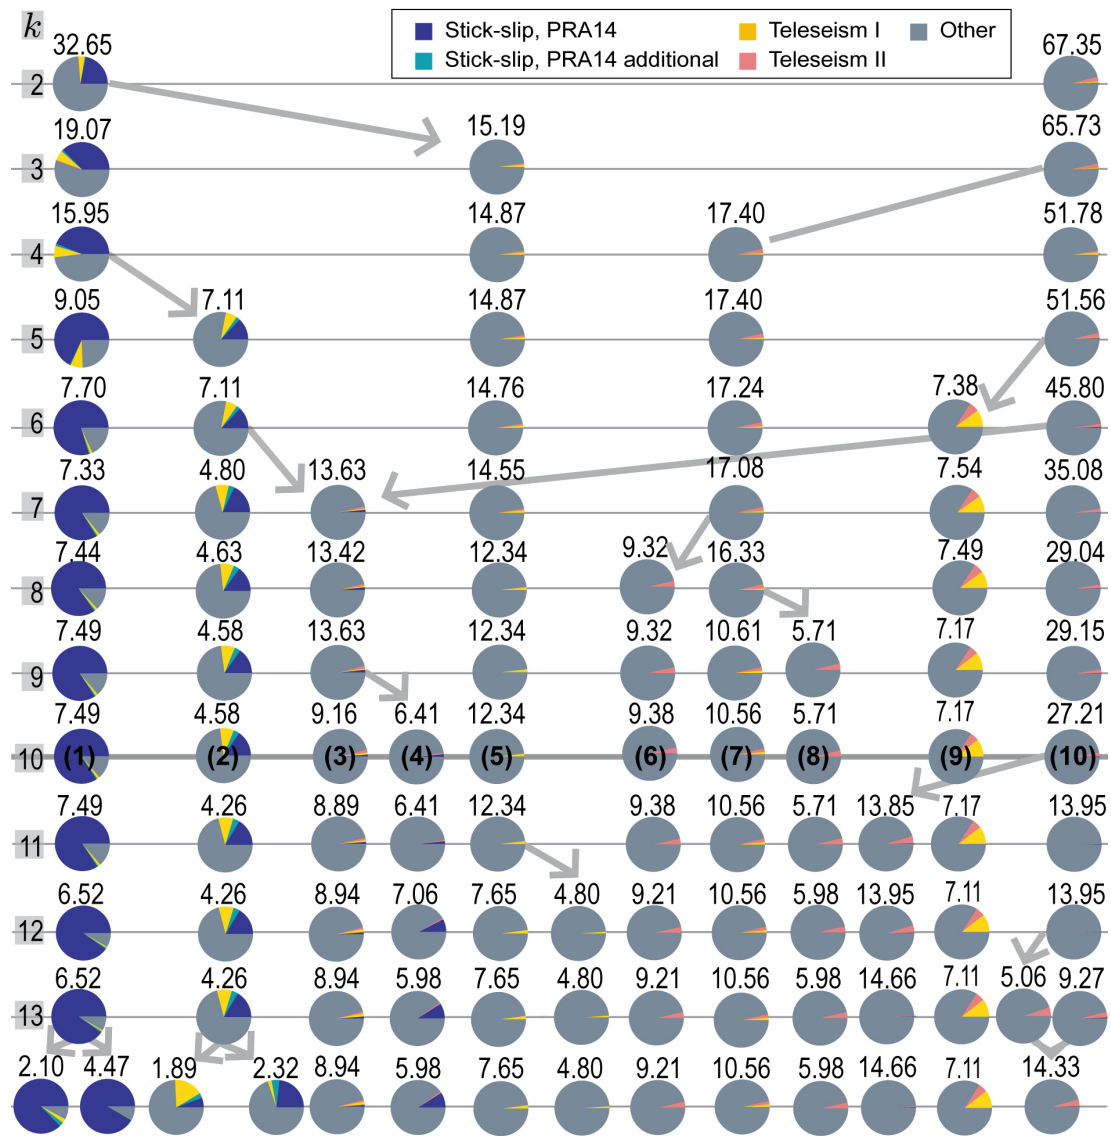 k
Stick-slip, PRA14
Teleseism I
Other
Stick-slip, PRA14 additional
Teleseism II
32.65 67.35
2
19.07 15.19 65.73
3
15.95 14.87 17.40 51.78
4
9.05 7.11 14.87 17.40 51.56
5
7.70 7.11 14.76 17.24 7.38 45.80
6
7.33 4.80 13.63 14.55 17.08 7.54 35.08
7
7.44 4.63 13.42 12.34 9.32 16.33 7.49 29.04
8
7.49 4.58 13.63 12.34 9.32 10.61 5.71 7.17 29.15
9
7.49 4.58 9.16 6.41 12.34 9.38 10.56 5.71 7.17 27.21
10 (1) (2) (3) (4) (5) (6) (7) (8) (9) (10)
7.49 4.26 8.89 6.41 12.34 9.38 10.56 5.71 13.85 7.17 13.95
11
6.52 4.26 8.94 7.06 7.65 4.80 9.21 10.56 5.98 13.95 7.11 13.95
12
6.52 4.26 8.94 5.98 7.65 4.80 9.21 10.56 5.98 14.66 7.11 5.06 9.27
13
2.10 4.47 1.89 2.32 8.94 5.98 7.65 4.80 9.21 10.56 5.98 14.66 7.11 14.33